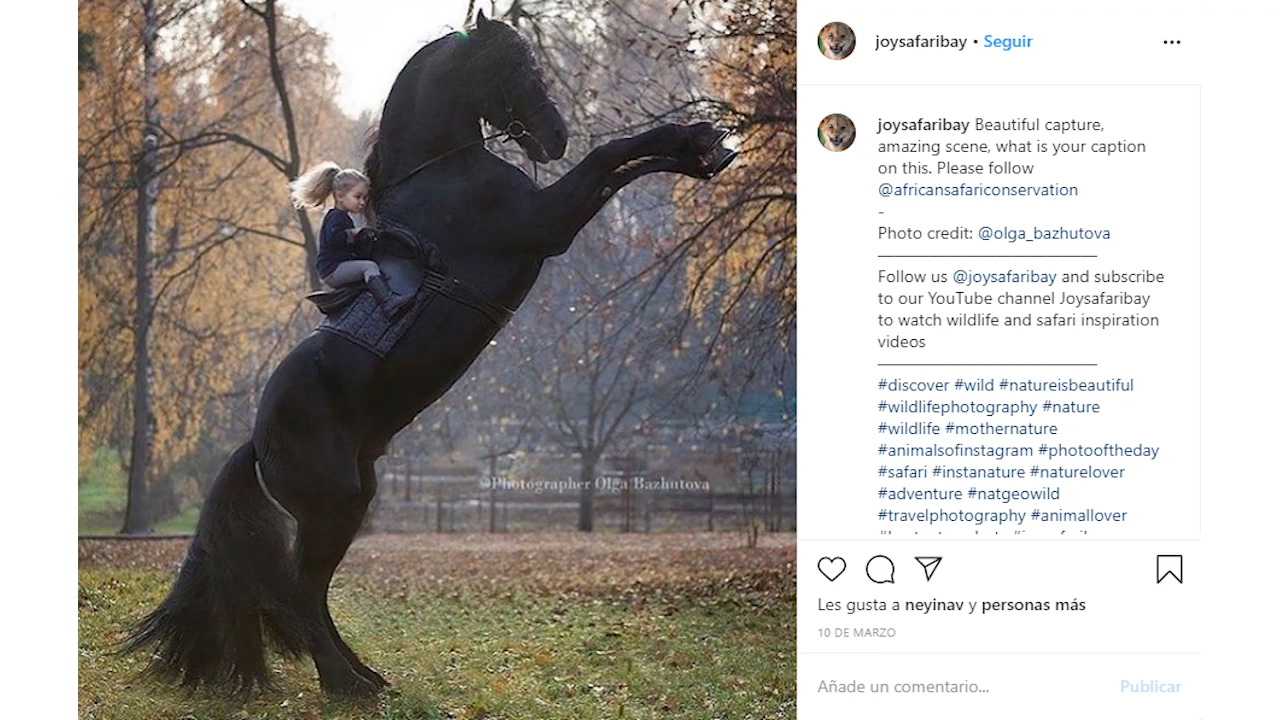 joysafaribay • Seguir
joysafaribay Beautiful capture,
amazing scene, what is your caption
on this. Please follow
@africansafariconservation
-
Photo credit: @olga_bazhutova
Follow us @joysafaribay and subscribe
to our YouTube channel Joysafaribay
to watch wildlife and safari inspiration
videos
#discover #wild #natureisbeautiful
#wildlifephotography #nature
#wildlife #mothernature
#animalsofinstagram #photooftheday
#safari #instanature #naturelover
#adventure #natgeowild
#travelphotography #animallover
©Photographer Olga Bazhutova
Les gusta a neyinav y personas más
10 DE MARZO
Añade un comentario...
Publicar